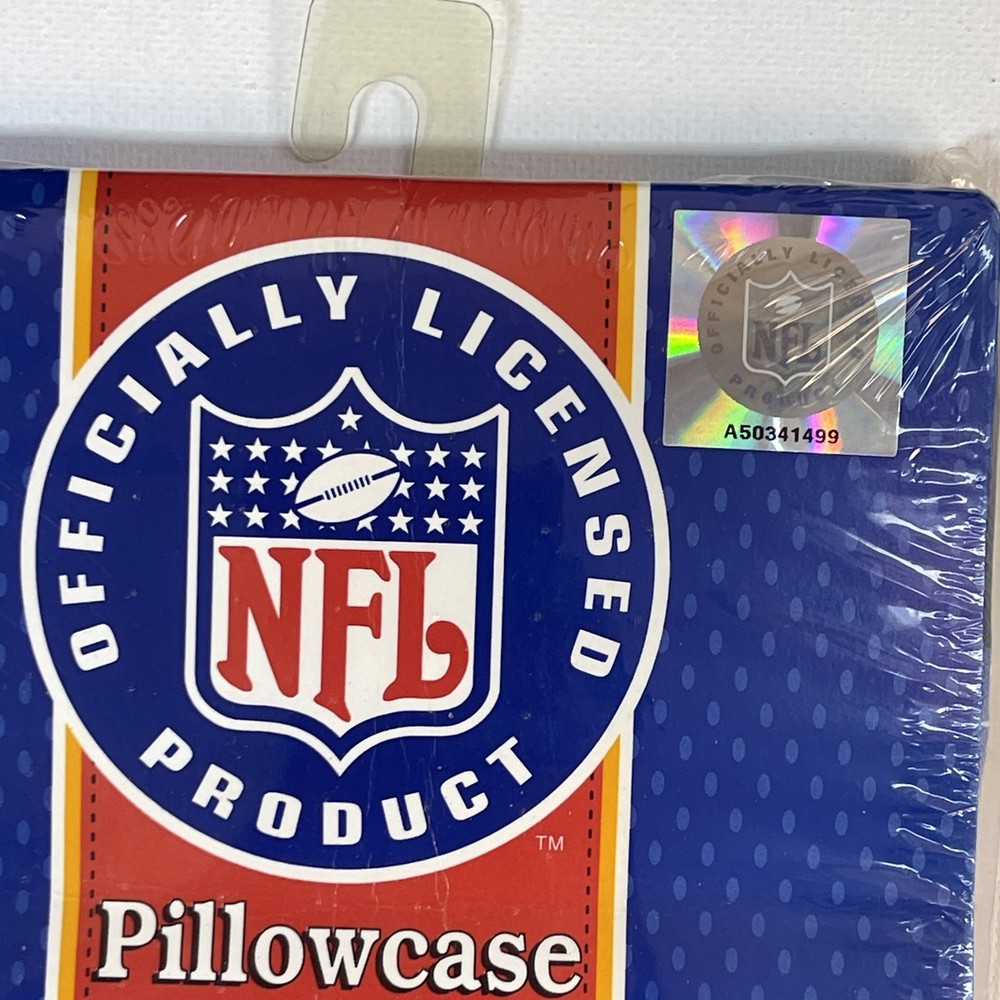 OFFICIALLY LICENSED
NFL
PRODUCT
TM
Pillowcase
OFFICIALLY LICENSED
NFL
PRODUCT
A50341499